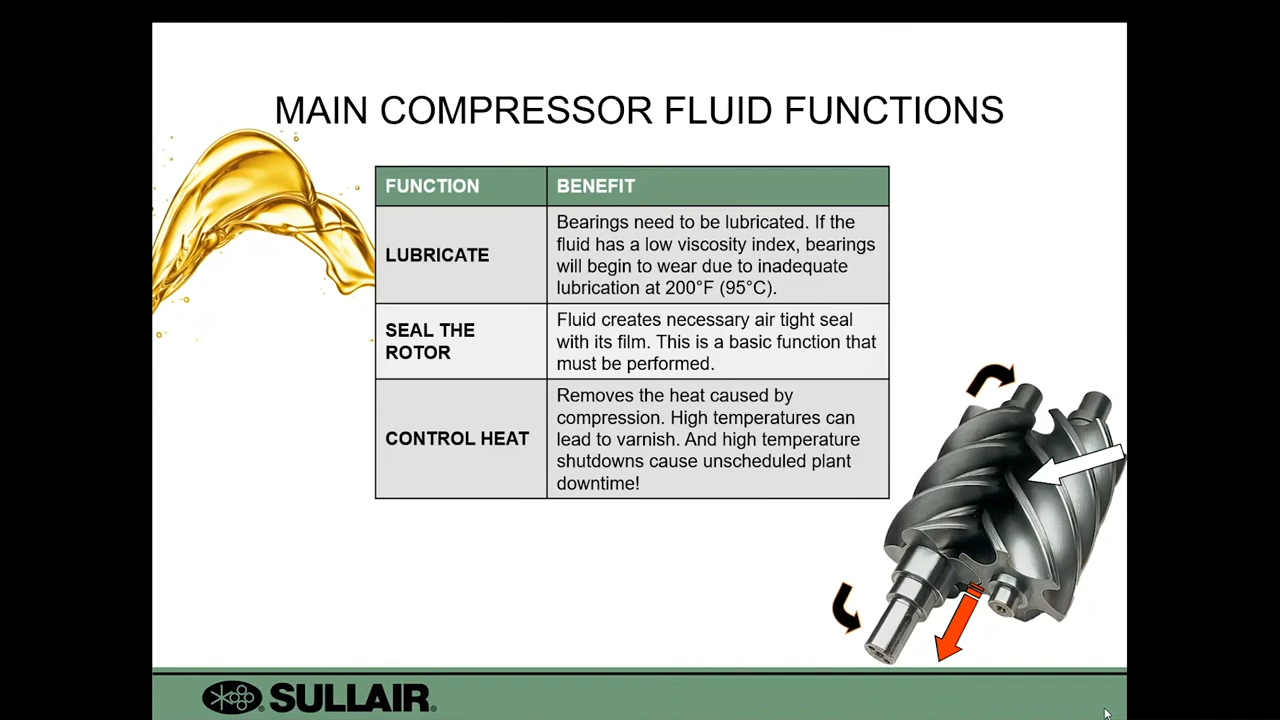 MAIN COMPRESSOR FLUID FUNCTIONS
FUNCTION
BENEFIT
LUBRICATE
Bearings need to be lubricated. If the
fluid has a low viscosity index, bearings
will begin to wear due to inadequate
lubrication at 200°F (95°C).
SEAL THE
ROTOR
Fluid creates necessary air tight seal
with its film. This is a basic function that
must be performed.
CONTROL HEAT
Removes the heat caused by
compression. High temperatures can
lead to varnish. And high temperature
shutdowns cause unscheduled plant
downtime!
SULLAIR®